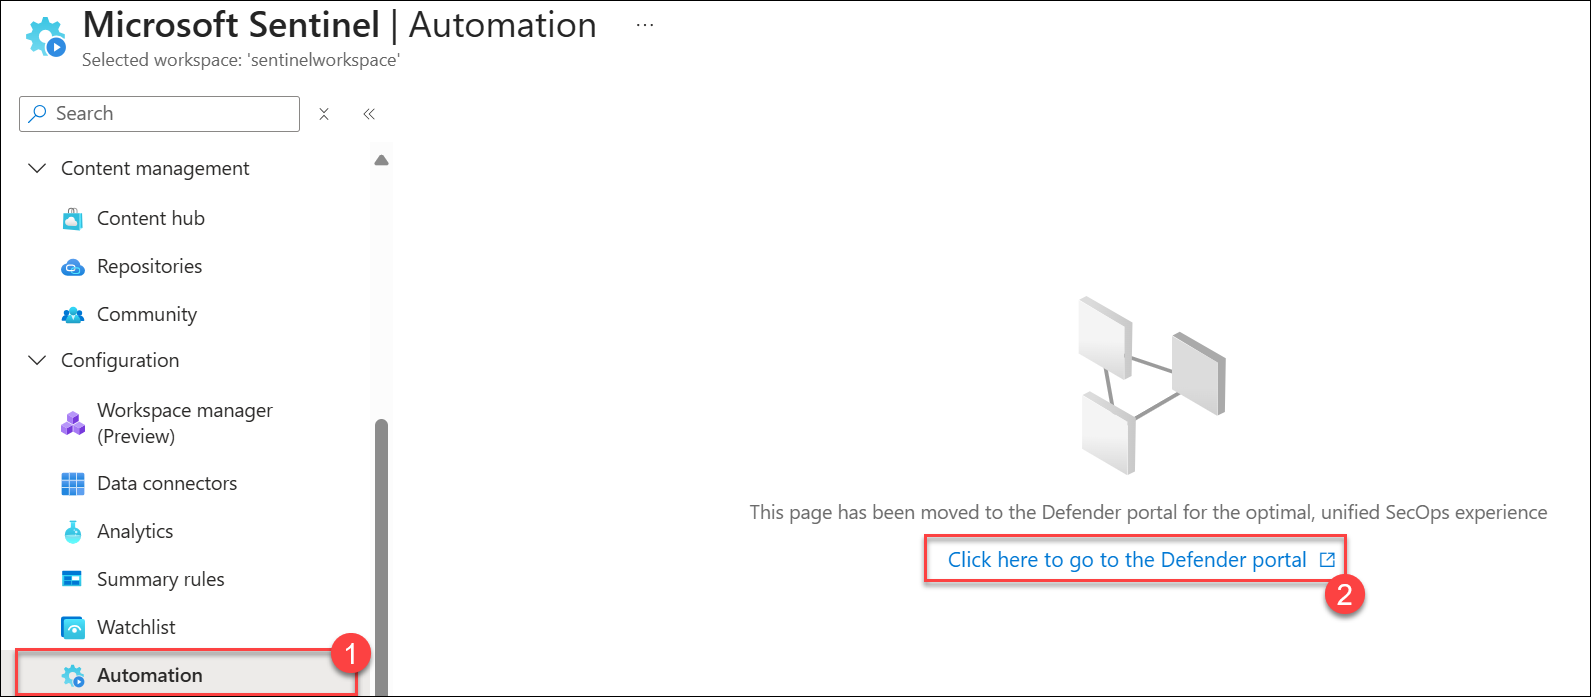 Microsoft Sentinel | Automation ...
Selected workspace: 'sentinelworkspace'
Search
Content management
Content hub
Repositories
Community
Configuration
Workspace manager
(Preview)
Data connectors
Analytics
Summary rules
Watchlist
1
Automation
This page has been moved to the Defender portal for the optimal, unified SecOps experience
Click here to go to the Defender portal
2